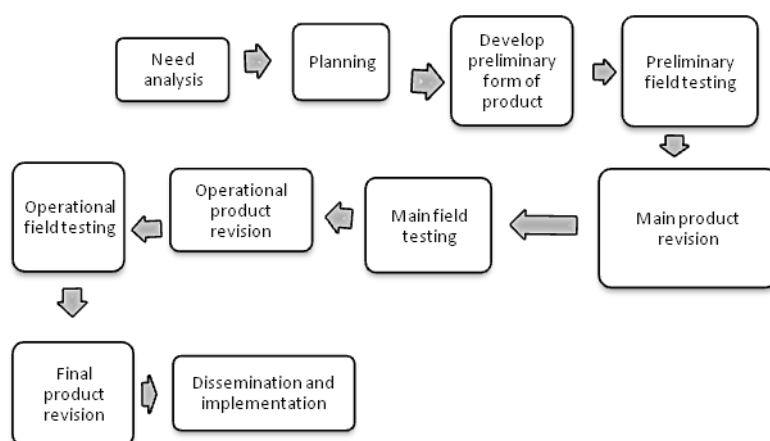 Need
analysis
Planning
Develop
preliminary
form of
product
Preliminary
field testing
Main product
revision
Main field
testing
Operational
product
revision
Operational
field testing
Final
product
revision
Dissemination and
implementation